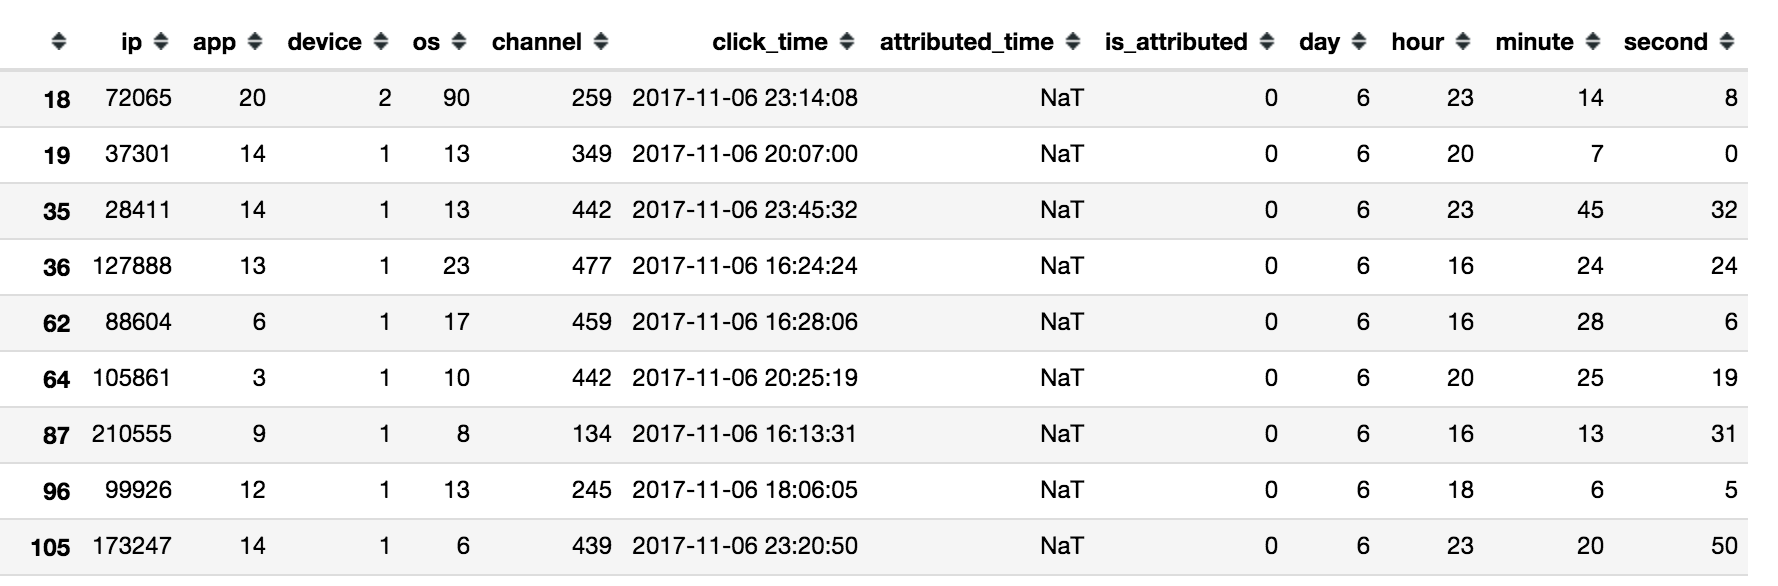 ip app device os channel click_time attributed_time is_attributed day hour minute second
18 72065 20 2 90 259 2017-11-06 23:14:08 NaT 0 6 23 14 8
19 37301 14 1 13 349 2017-11-06 20:07:00 NaT 0 6 20 7 0
35 28411 14 1 13 442 2017-11-06 23:45:32 NaT 0 6 23 45 32
36 127888 13 1 23 477 2017-11-06 16:24:24 NaT 0 6 16 24 24
62 88604 6 1 17 459 2017-11-06 16:28:06 NaT 0 6 16 28 6
64 105861 3 1 10 442 2017-11-06 20:25:19 NaT 0 6 20 25 19
87 210555 9 1 8 134 2017-11-06 16:13:31 NaT 0 6 16 13 31
96 99926 12 1 13 245 2017-11-06 18:06:05 NaT 0 6 18 6 5
105 173247 14 1 6 439 2017-11-06 23:20:50 NaT 0 6 23 20 50